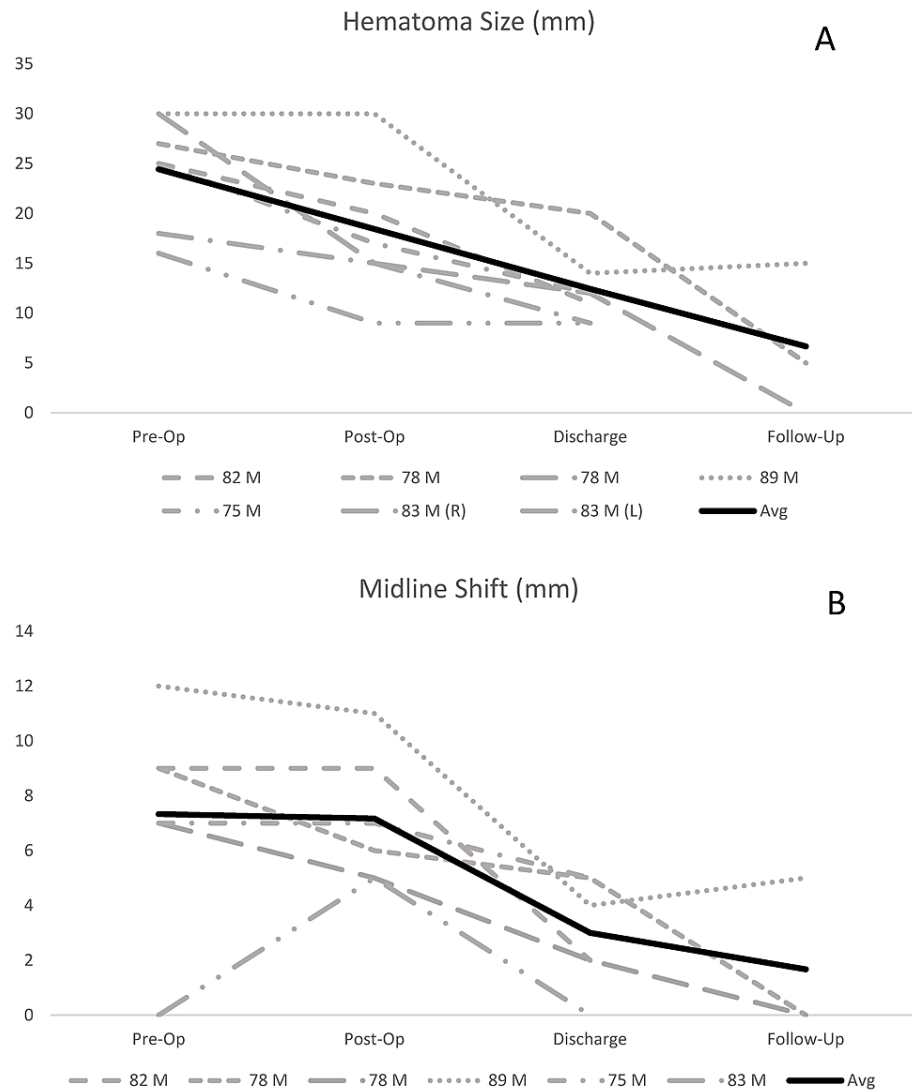 Hematoma Size (mm)
A
35
30
25
20
15
10
5
0
Pre-Op Post-Op Discharge Follow-Up
82 M 78 M 78 M 89 M
75 M 83 M (R) 83 M (L) Avg
Midline Shift (mm)
B
14
12
10
8
6
4
2
0
Pre-Op Post-Op Discharge Follow-Up
82 M 78 M 78 M 89 M 75 M 83 M Avg